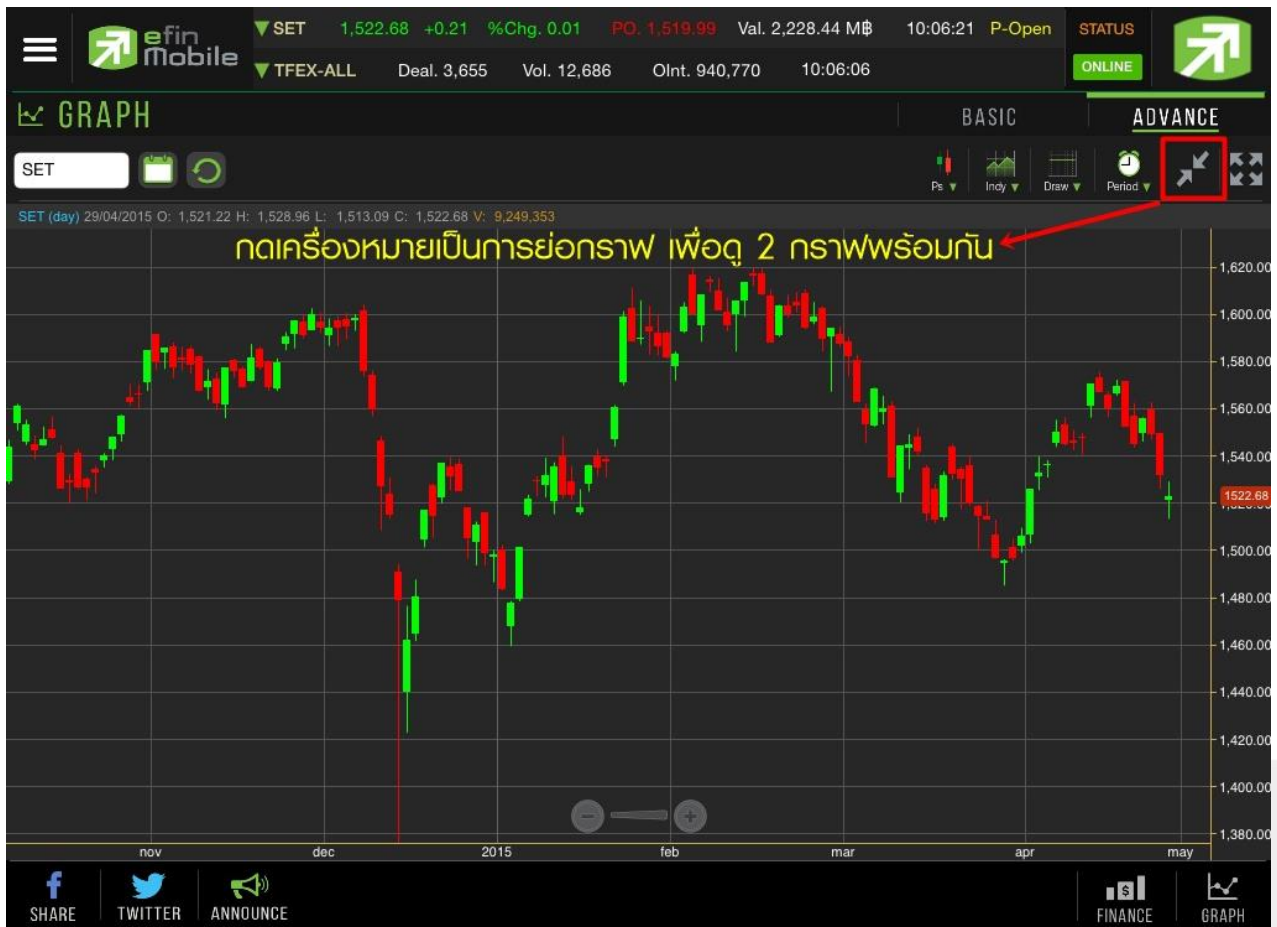 efin Mobile
▼ SET 1,522.68 +0.21 %Chg. 0.01 PO. 1,519.99 Val. 2,228.44 M฿ 10:06:21 P-Open STATUS
▼ TFEX-ALL Deal. 3,655 Vol. 12,686 OInt. 940,770 10:06:06 ONLINE
GRAPH BASIC ADVANCE
SET Ps ▼ Indy ▼ Draw ▼ Period ▼
SET (day) 29/04/2015 O: 1,521.22 H: 1,528.96 L: 1,513.09 C: 1,522.68 V: 9,249,353
กดเครื่องหมายเป็นการย่อกราฟ เพื่อดู 2 กราฟพร้อมกัน
1,620.00
1,600.00
1,580.00
1,560.00
1,540.00
1522.68
1,500.00
1,480.00
1,460.00
1,440.00
1,420.00
1,400.00
1,380.00
nov dec 2015 feb mar apr may
SHARE TWITTER ANNOUNCE FINANCE GRAPH